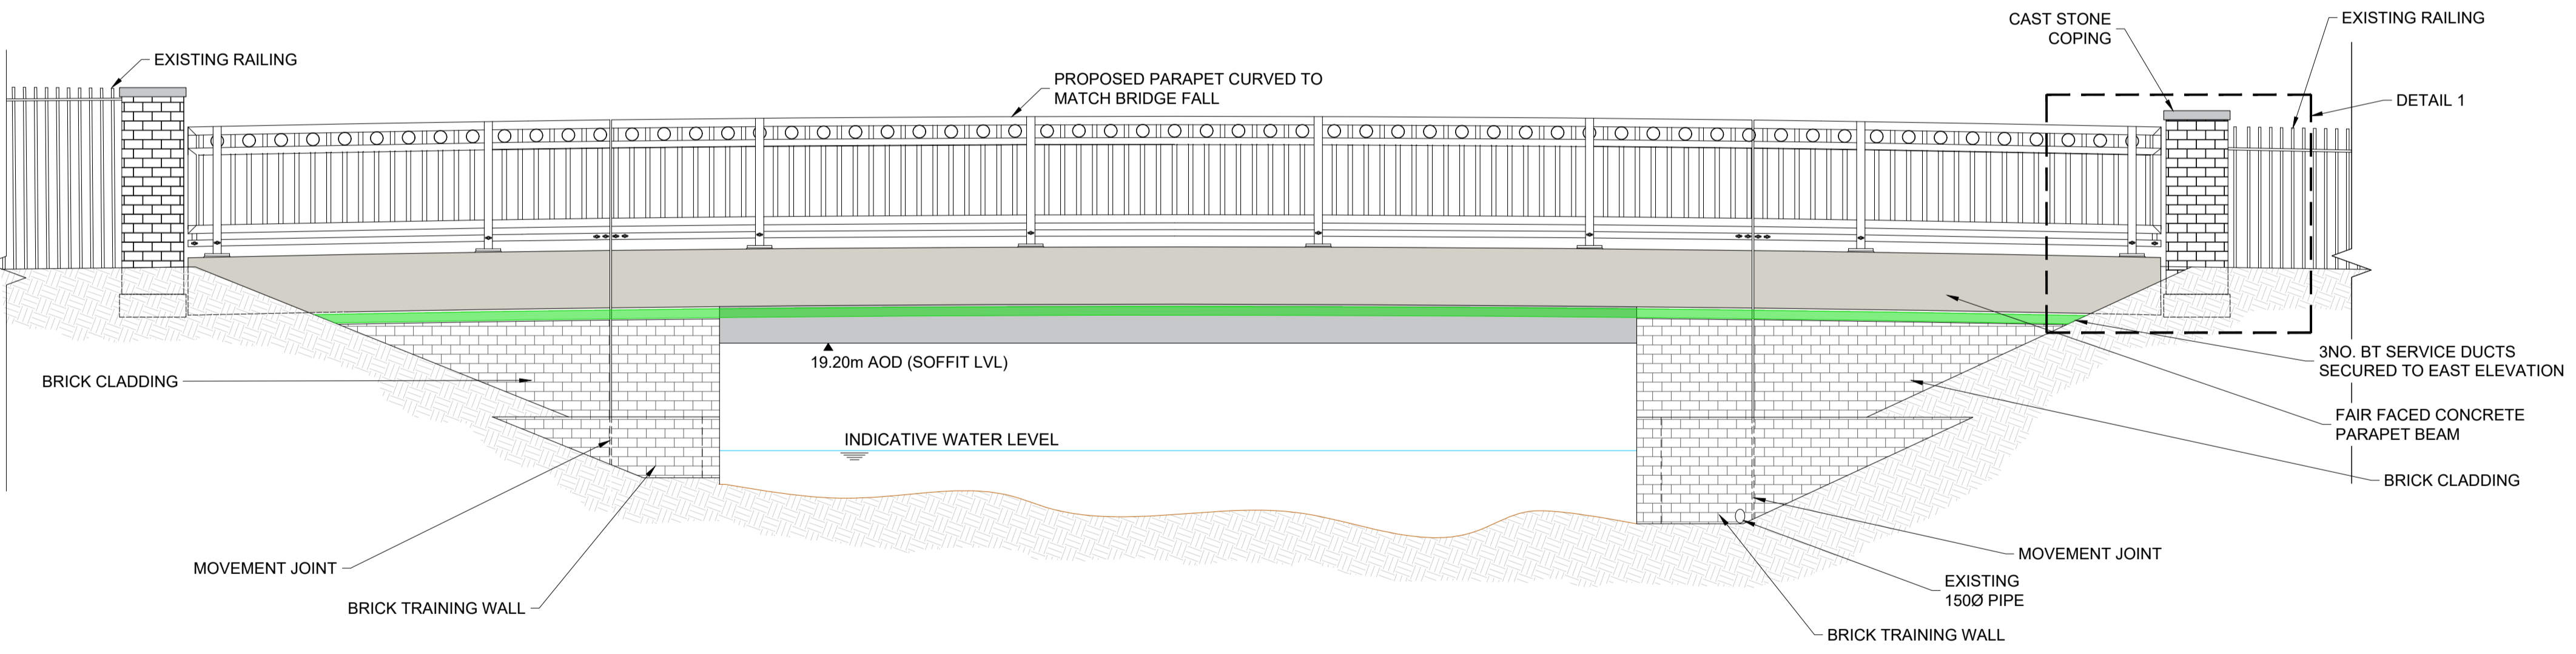 EXISTING RAILING
PROPOSED PARAPET CURVED TO
MATCH BRIDGE FALL
CAST STONE
COPING
EXISTING RAILING
DETAIL 1
19.20m AOD (SOFFIT LVL)
BRICK CLADDING
INDICATIVE WATER LEVEL
3NO. BT SERVICE DUCTS
SECURED TO EAST ELEVATION
FAIR FACED CONCRETE
PARAPET BEAM
BRICK CLADDING
MOVEMENT JOINT
BRICK TRAINING WALL
MOVEMENT JOINT
EXISTING
150Ø PIPE
BRICK TRAINING WALL